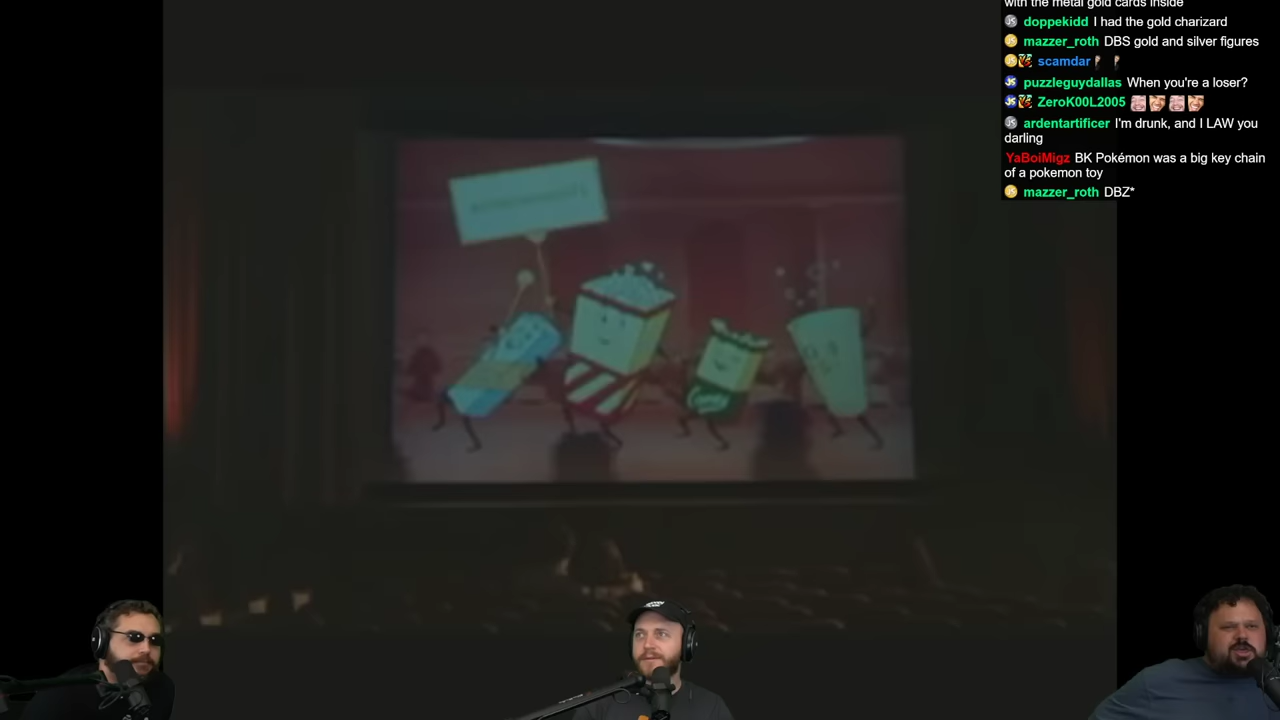 with the metal gold cards inside
doppekidd I had the gold charizard
mazzer_roth DBS gold and silver figures
scamdar
puzzleguydallas When you're a loser?
ZeroK00L2005
ardentartificer I'm drunk, and I LAW you
darling
YaBoiMigz BK Pokémon was a big key chain
of a pokemon toy
mazzer_roth DBZ*
Candy